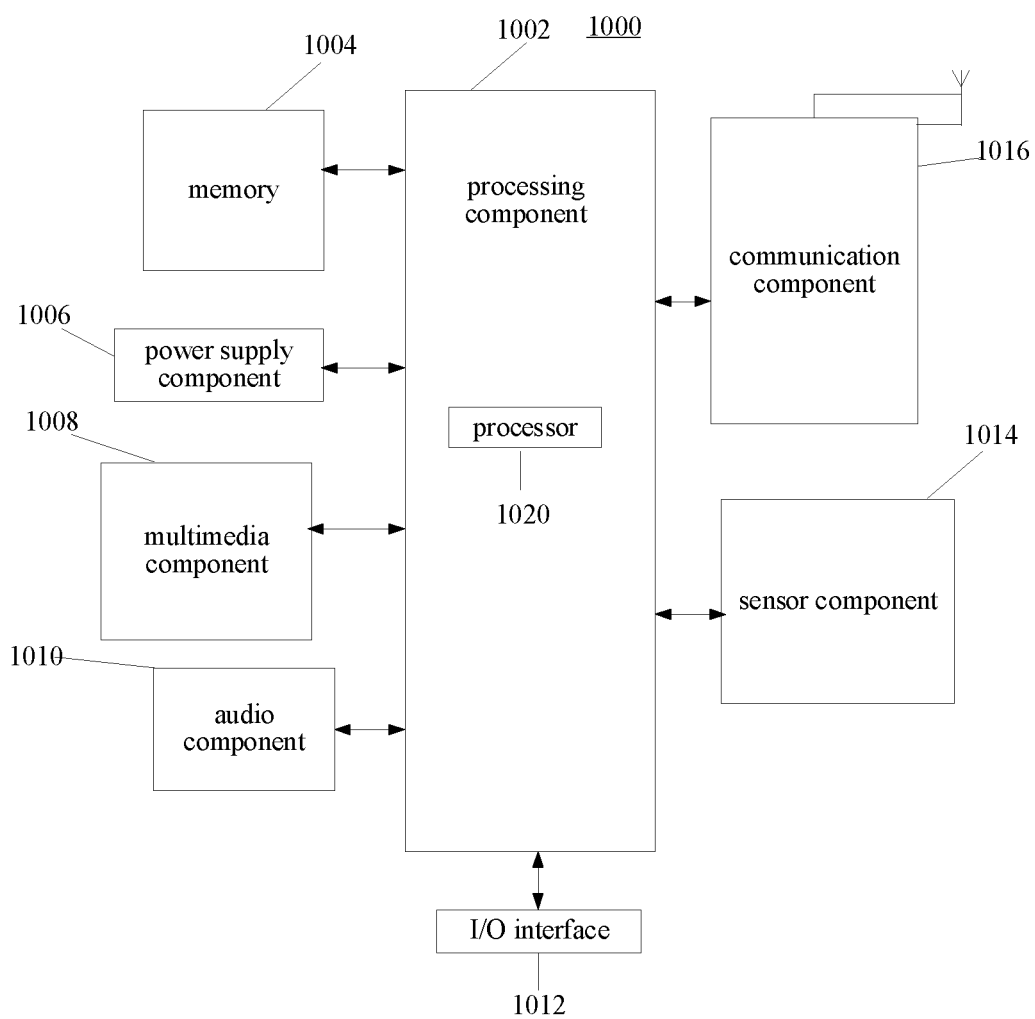 1002
1000
1004
memory
processing
component
1016
communication
component
1006
power supply
component
1008
processor
1014
1020
multimedia
component
sensor component
1010
audio
component
I/O interface
1012